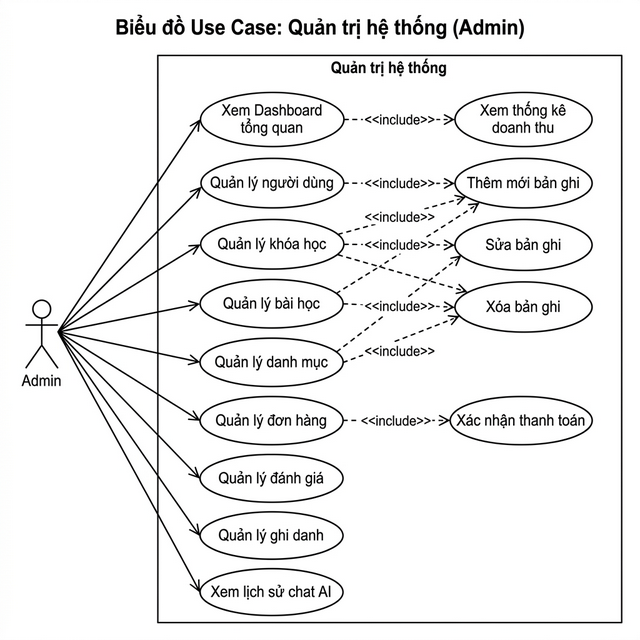 Biểu đồ Use Case: Quản trị hệ thống (Admin)
Quản trị hệ thống
Xem Dashboard
tổng quan
<<include>>
Xem thống kê
doanh thu
Quản lý người dùng
<<include>>
Thêm mới bản ghi
<<include>>
Quản lý khóa học
<<include>>
Sửa bản ghi
Quản lý bài học
<<include>>
Xóa bản ghi
<<include>>
Quản lý danh mục
Admin
Quản lý đơn hàng
<<include>>
Xác nhận thanh toán
Quản lý đánh giá
Quản lý ghi danh
Xem lịch sử chat AI